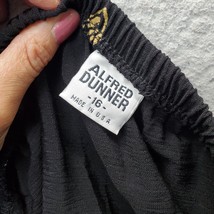 ALFRED
DUNNER
-16-
MADE IN U.S.A